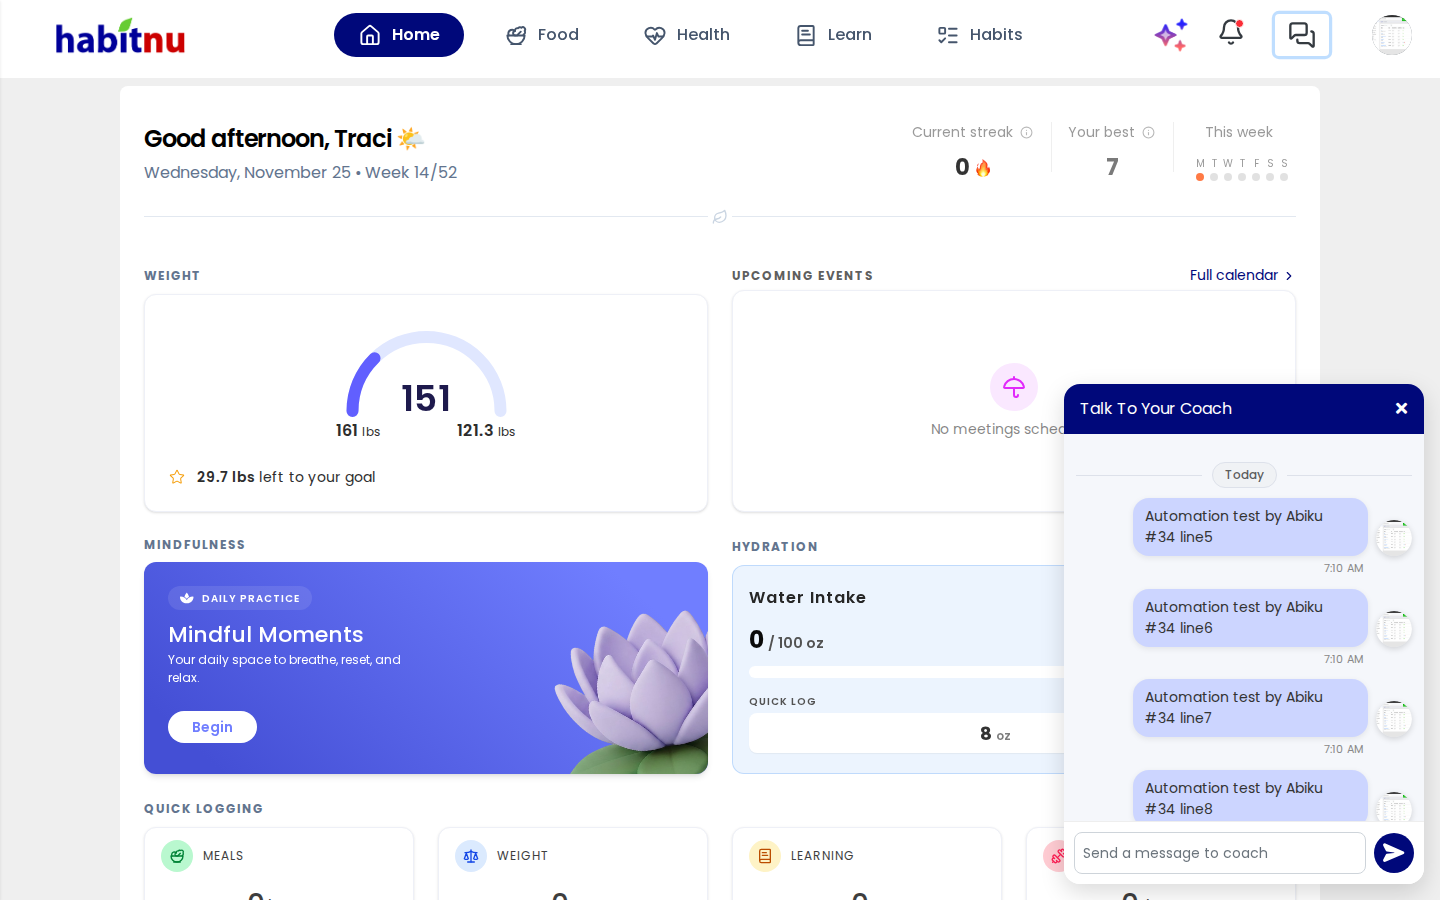 habitnu
Home
Food
Health
Learn
Habits
Good afternoon, Traci
Wednesday, November 25 • Week 14/52
Current streak
0
Your best
7
This week
M T W T F S S
WEIGHT
151
161 lbs
121.3 lbs
29.7 lbs left to your goal
UPCOMING EVENTS
Full calendar
No meetings
MINDFULNESS
DAILY PRACTICE
Mindful Moments
Your daily space to breathe, reset, and
relax.
Begin
HYDRATION
Water Intake
0 / 100 oz
QUICK LOG
8 oz
QUICK LOGGING
MEALS
WEIGHT
LEARNING
Talk To Your Coach
Today
Automation test by Abiku
#34 line5
7:10 AM
Automation test by Abiku
#34 line6
7:10 AM
Automation test by Abiku
#34 line7
7:10 AM
Automation test by Abiku
#34 line8
Send a message to coach